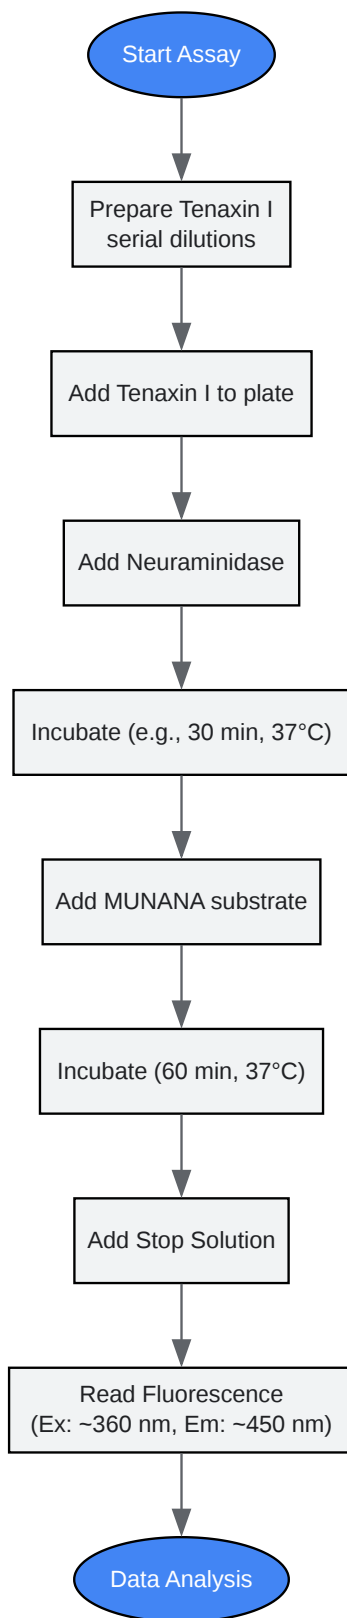 Start Assay
Prepare Tenaxin I
serial dilutions
Add Tenaxin I to plate
Add Neuraminidase
Incubate (e.g., 30 min, 37°C)
Add MUNANA substrate
Incubate (60 min, 37°C)
Add Stop Solution
Read Fluorescence
(Ex: ~360 nm, Em: ~450 nm)
Data Analysis